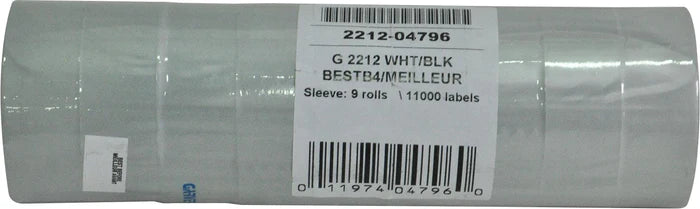 2212-04796
G 2212 WHT/BLK
BESTB4/MEILLEUR
Sleeve: 9 rolls \ 11000 labels
0 11974 04796 0